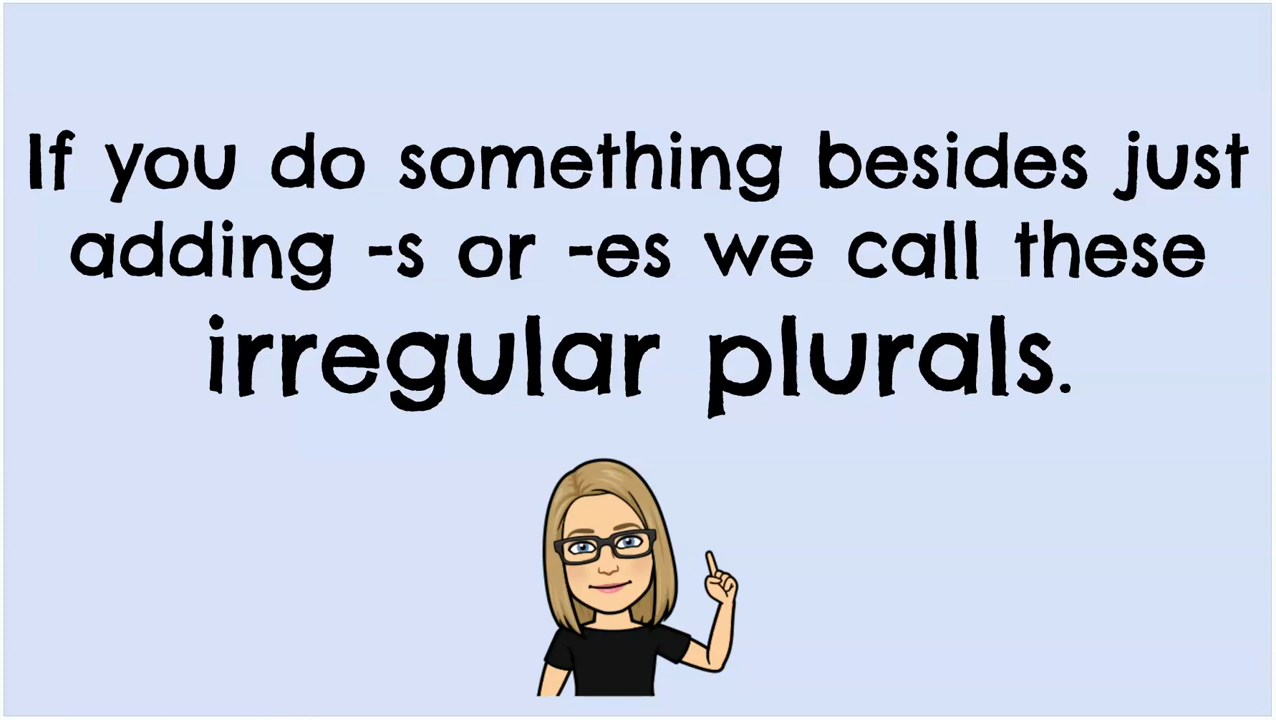 If you do something besides just
adding -s or -es we call these
irregular plurals.